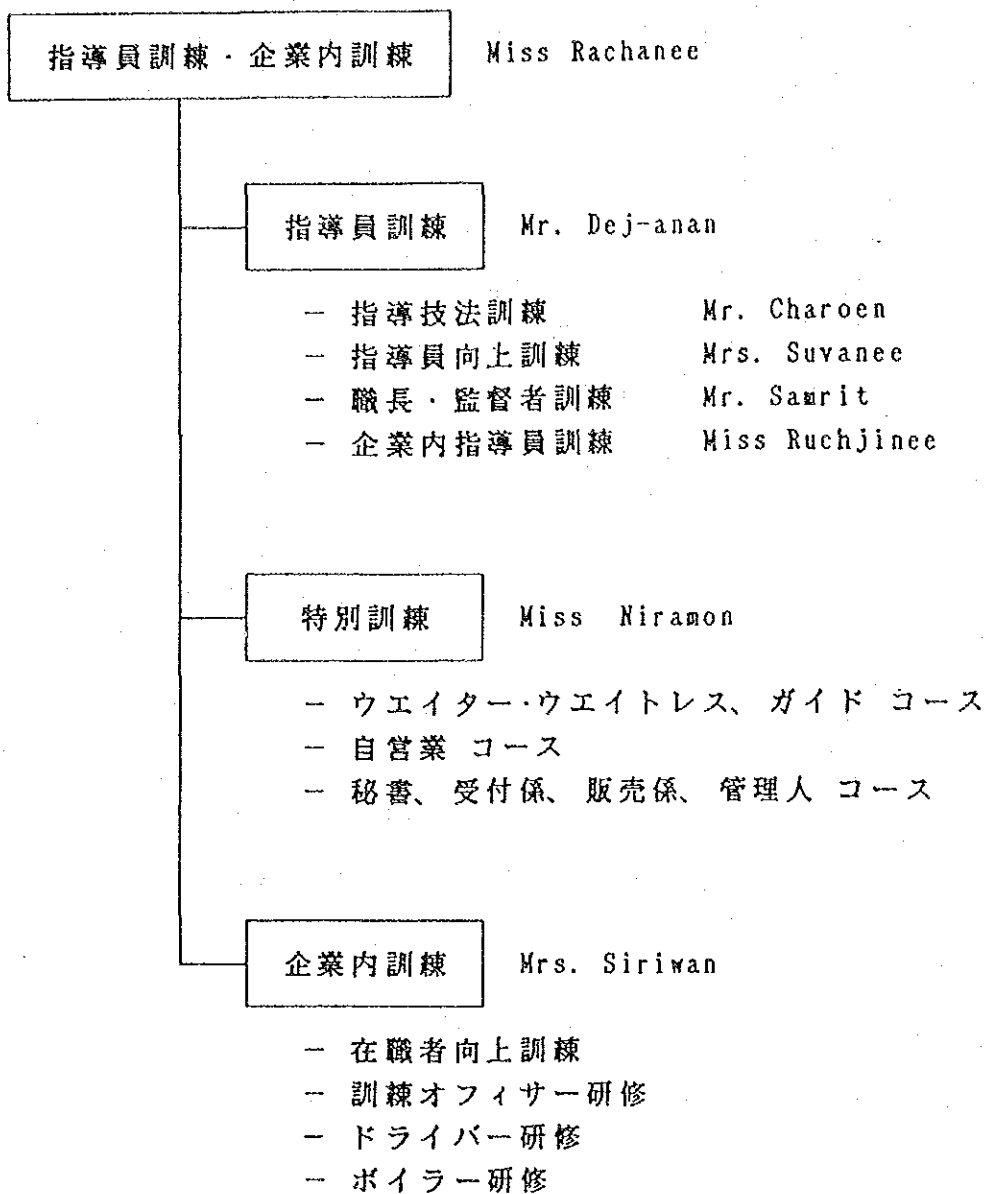 指導員訓練・企業内訓練 Miss Rachanee
指導員訓練 Mr. Dej-anan
－ 指導技法訓練 Mr. Charoen
－ 指導員向上訓練 Mrs. Suvanee
－ 職長・監督者訓練 Mr. Samrit
－ 企業内指導員訓練 Miss Ruchjinee
特別訓練 Miss Niramon
－ ウエイター・ウエイトレス、ガイド コース
－ 自営業 コース
－ 秘書、受付係、販売係、管理人 コース
企業内訓練 Mrs. Siriwan
－ 在職者向上訓練
－ 訓練オフィサー研修
－ ドライバー研修
－ ボイラー研修